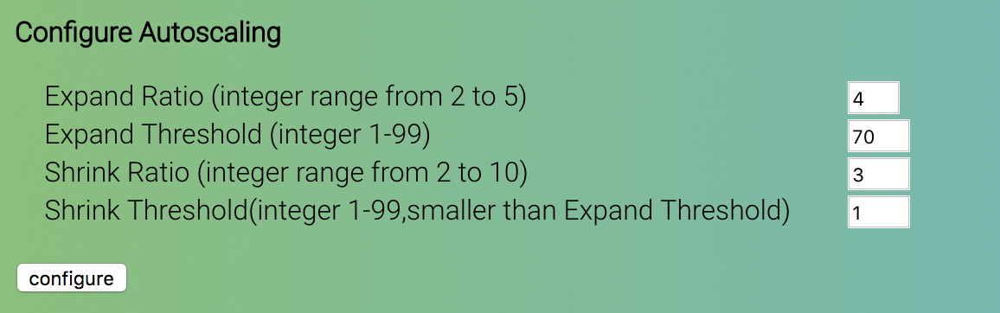 Configure Autoscaling
Expand Ratio (integer range from 2 to 5) 4
Expand Threshold (integer 1-99) 70
Shrink Ratio (integer range from 2 to 10) 3
Shrink Threshold(integer 1-99,smaller than Expand Threshold) 1
configure